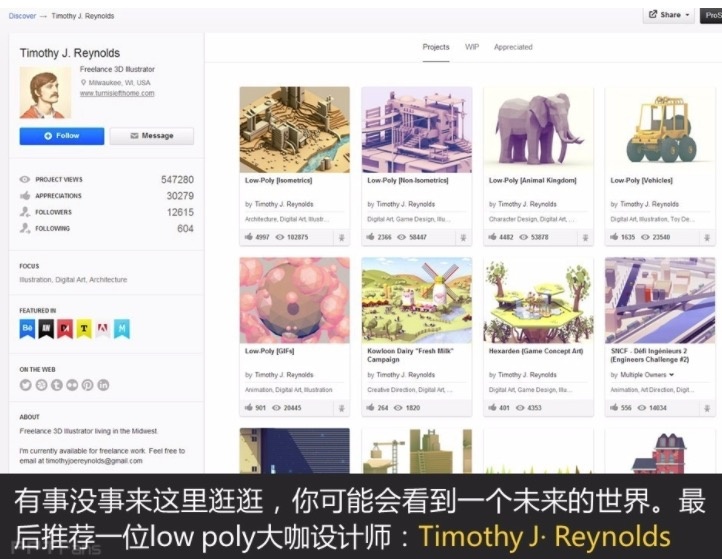 Discover → Timothy J. Reynolds
Share
ProS
Timothy J. Reynolds
Freelance 3D Illustrator
Milwaukee, WI, USA
www.turnislefthome.com
Follow
Message
PROJECT VIEWS 547280
APPRECIATIONS 30279
FOLLOWERS 12615
FOLLOWING 604
FOCUS
Illustration, Digital Art, Architecture
FEATURED IN
ON THE WEB
ABOUT
Freelance 3D Illustrator living in the Midwest.
I'm currently available for freelance work. Feel free to
email at timothyjoereynolds@gmail.com
Projects WIP Appreciated
Low-Poly [Isometrics]
by Timothy J. Reynolds
Architecture, Digital Art, Illustr...
4997 102875
Low-Poly [Non-Isometrics]
by Timothy J. Reynolds
Digital Art, Game Design, Illu...
2366 58447
Low-Poly [Animal Kingdom]
by Timothy J. Reynolds
Character Design, Digital Art, ...
4482 53878
Low-Poly [Vehicles]
by Timothy J. Reynolds
Digital Art, Illustration, Toy De...
1635 23540
Low-Poly [GIFs]
by Timothy J. Reynolds
Animation, Digital Art, Illustration
901 20445
Kowloon Dairy "Fresh Milk"
Campaign
by Timothy J. Reynolds
Creative Direction, Digital Art, ...
264 1820
Hexarden (Game Concept Art)
by Timothy J. Reynolds
Digital Art, Game Design, Illu...
401 4353
SNCF - Défi Ingénieurs 2
(Engineers Challenge #2)
by Multiple Owners
Animation, Art Direction, Digit...
556 14034
有事没事来这里逛逛，你可能会看到一个未来的世界。最
后推荐一位low poly大咖设计师：Timothy J· Reynolds